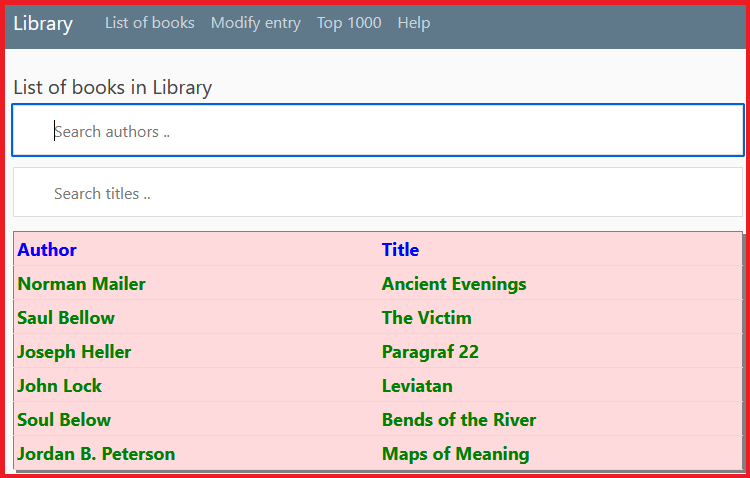 Library List of books Modify entry Top 1000 Help
List of books in Library
Search authors ..
Search titles ..
Author Title
Norman Mailer Ancient Evenings
Saul Bellow The Victim
Joseph Heller Paragraf 22
John Lock Leviatan
Soul Below Bends of the River
Jordan B. Peterson Maps of Meaning